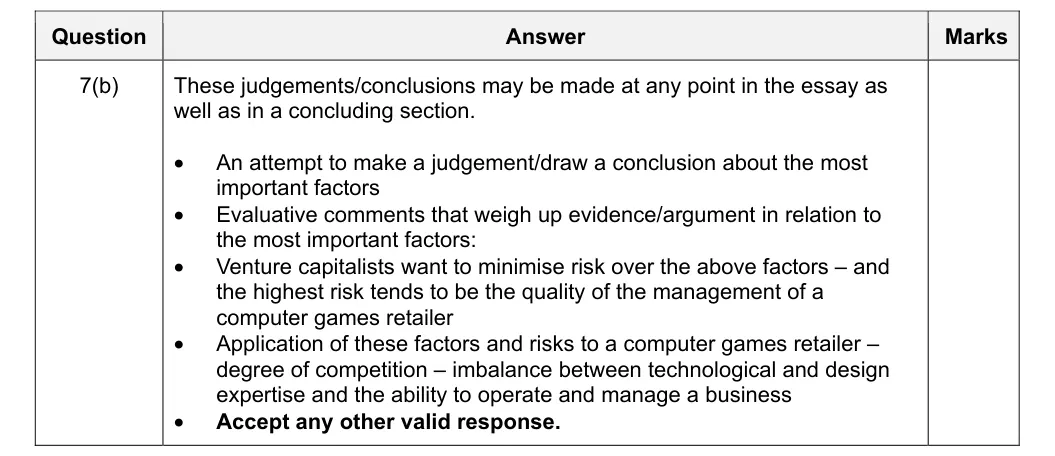 Question Answer Marks
7(b) These judgements/conclusions may be made at any point in the essay as
well as in a concluding section.
• An attempt to make a judgement/draw a conclusion about the most
important factors
• Evaluative comments that weigh up evidence/argument in relation to
the most important factors:
• Venture capitalists want to minimise risk over the above factors – and
the highest risk tends to be the quality of the management of a
computer games retailer
• Application of these factors and risks to a computer games retailer –
degree of competition – imbalance between technological and design
expertise and the ability to operate and manage a business
• Accept any other valid response.